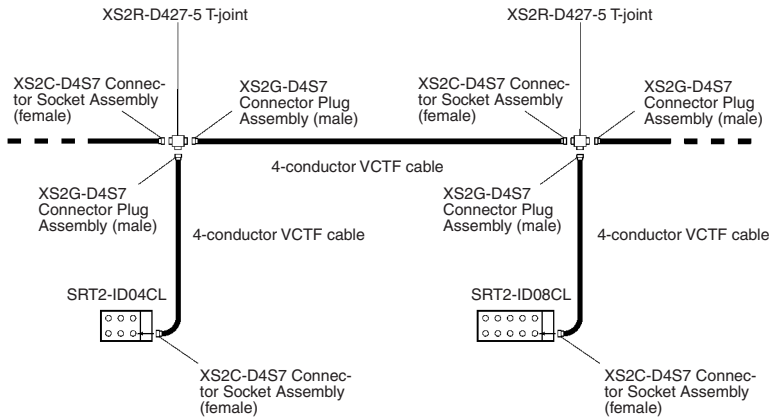 XS2R-D427-5 T-joint
XS2R-D427-5 T-joint
XS2C-D4S7 Connec-
tor Socket Assembly
(female)
XS2G-D4S7
Connector Plug
Assembly (male)
XS2C-D4S7 Connec-
tor Socket Assembly
(female)
XS2G-D4S7
Connector Plug
Assembly (male)
4-conductor VCTF cable
XS2G-D4S7
Connector Plug
Assembly (male)
4-conductor VCTF cable
XS2G-D4S7
Connector Plug
Assembly (male)
4-conductor VCTF cable
SRT2-ID04CL
SRT2-ID08CL
XS2C-D4S7 Connec-
tor Socket Assembly
(female)
XS2C-D4S7 Connec-
tor Socket Assembly
(female)